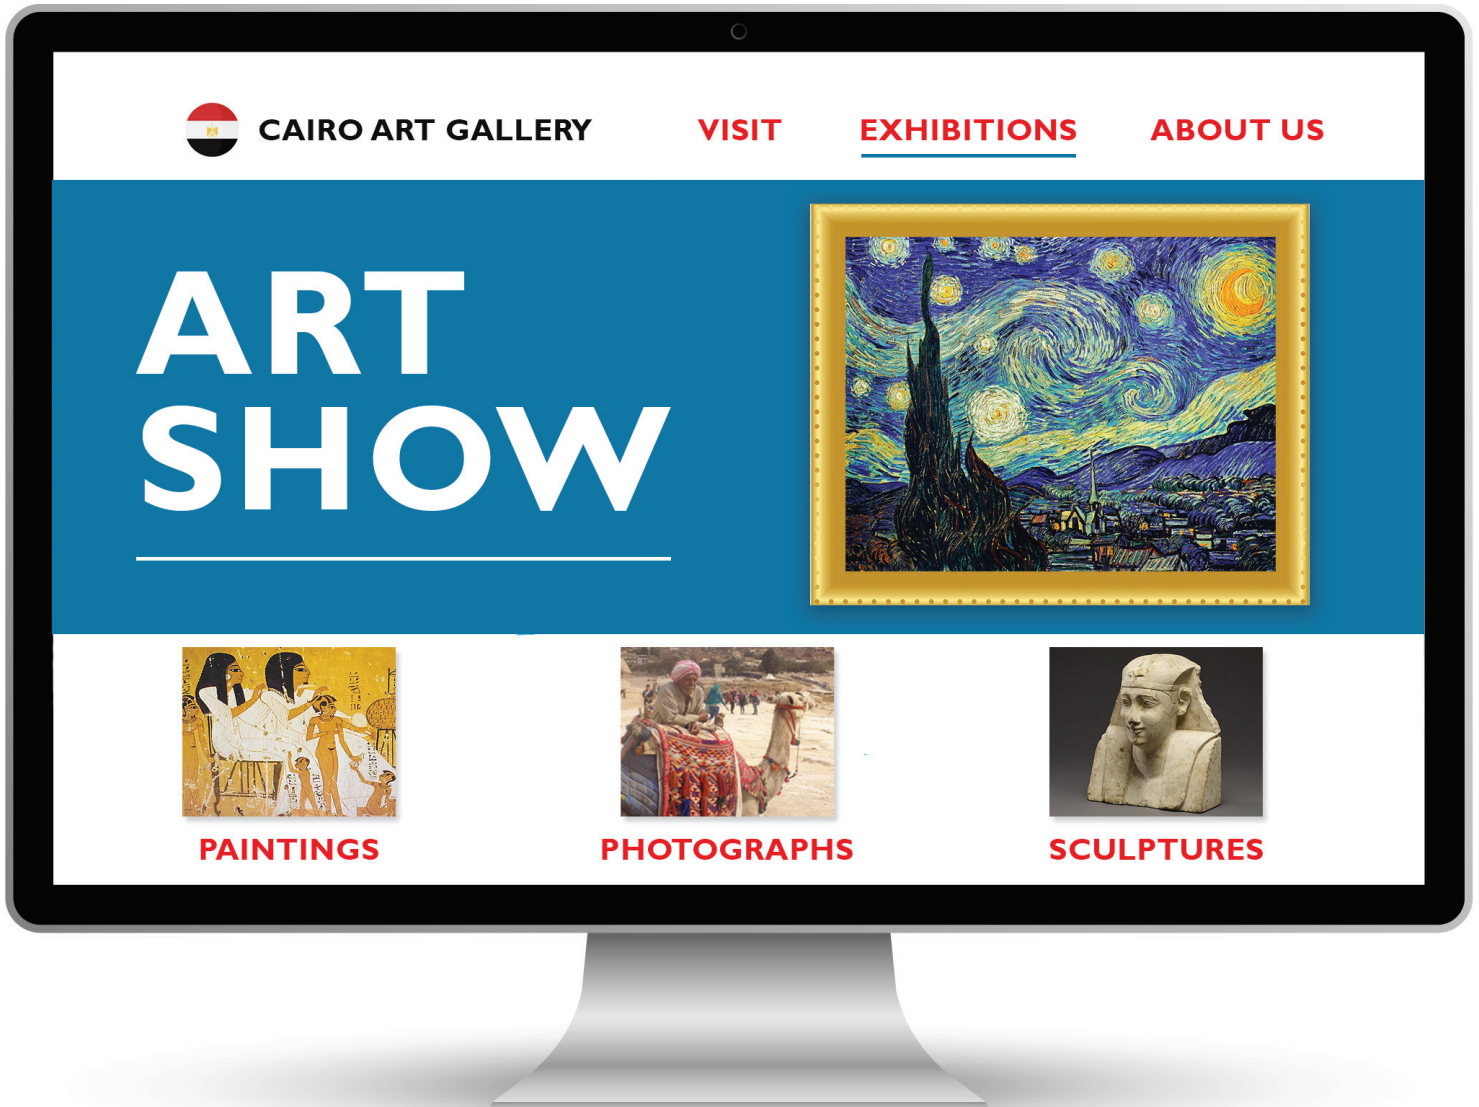 CAIRO ART GALLERY
VISIT
EXHIBITIONS
ABOUT US
ART
SHOW
PAINTINGS
PHOTOGRAPHS
SCULPTURES